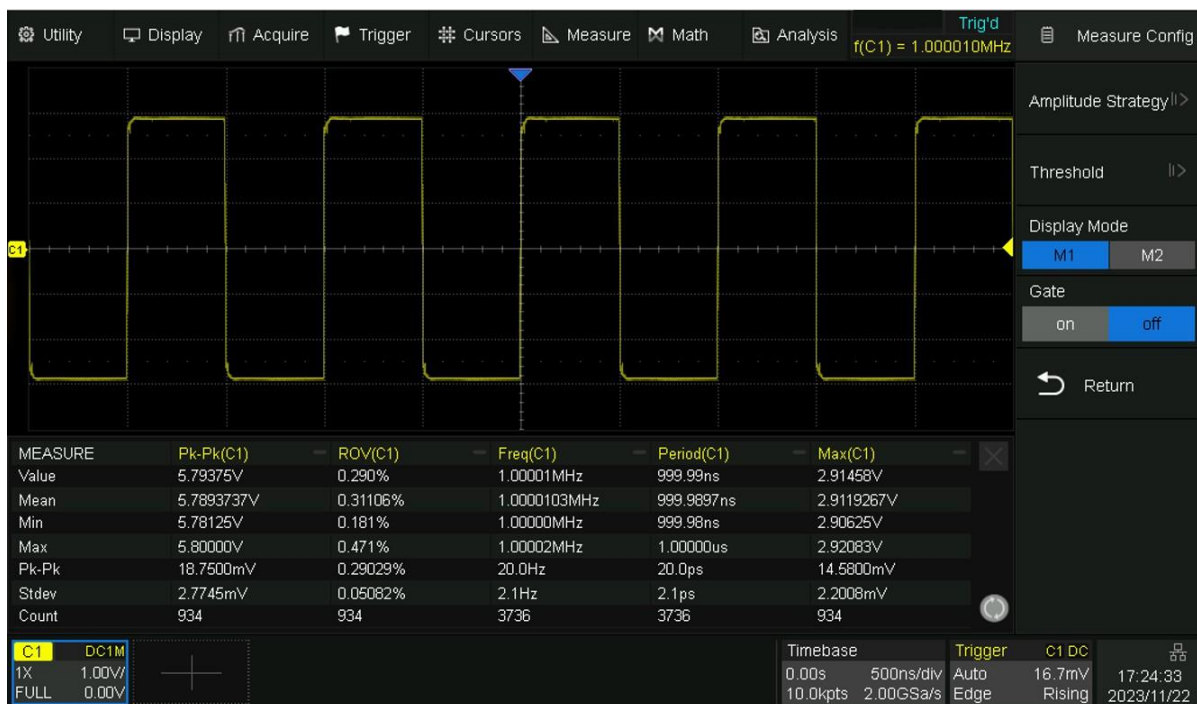 Utility Display Acquire Trigger Cursors Measure Math Analysis
Trig'd
f(C1) = 1.000010MHz
Measure Config
Amplitude Strategy
Threshold
Display Mode
M1 M2
Gate
on off
Return
C1
MEASURE Pk-Pk(C1) ROV(C1) Freq(C1) Period(C1) Max(C1)
Value 5.79375V 0.290% 1.00001MHz 999.99ns 2.91458V
Mean 5.7893737V 0.31106% 1.0000103MHz 999.9897ns 2.9119267V
Min 5.78125V 0.181% 1.00000MHz 999.98ns 2.90625V
Max 5.80000V 0.471% 1.00002MHz 1.00000us 2.92083V
Pk-Pk 18.7500mV 0.29029% 20.0Hz 20.0ps 14.5800mV
Stdev 2.7745mV 0.05082% 2.1Hz 2.1ps 2.2008mV
Count 934 934 3736 3736 934
C1 DC1M
1X 1.00V/
FULL 0.00V
Timebase
0.00s 500ns/div
10.0kpts 2.00GSa/s
Trigger C1 DC
Auto 16.7mV
Edge Rising
17:24:33
2023/11/22